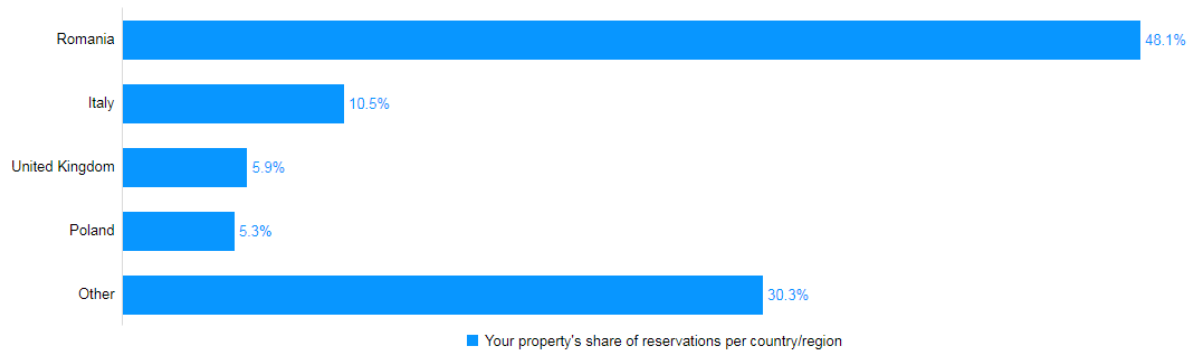 Romania 48.1%
Italy 10.5%
United Kingdom 5.9%
Poland 5.3%
Other 30.3%
Your property's share of reservations per country/region